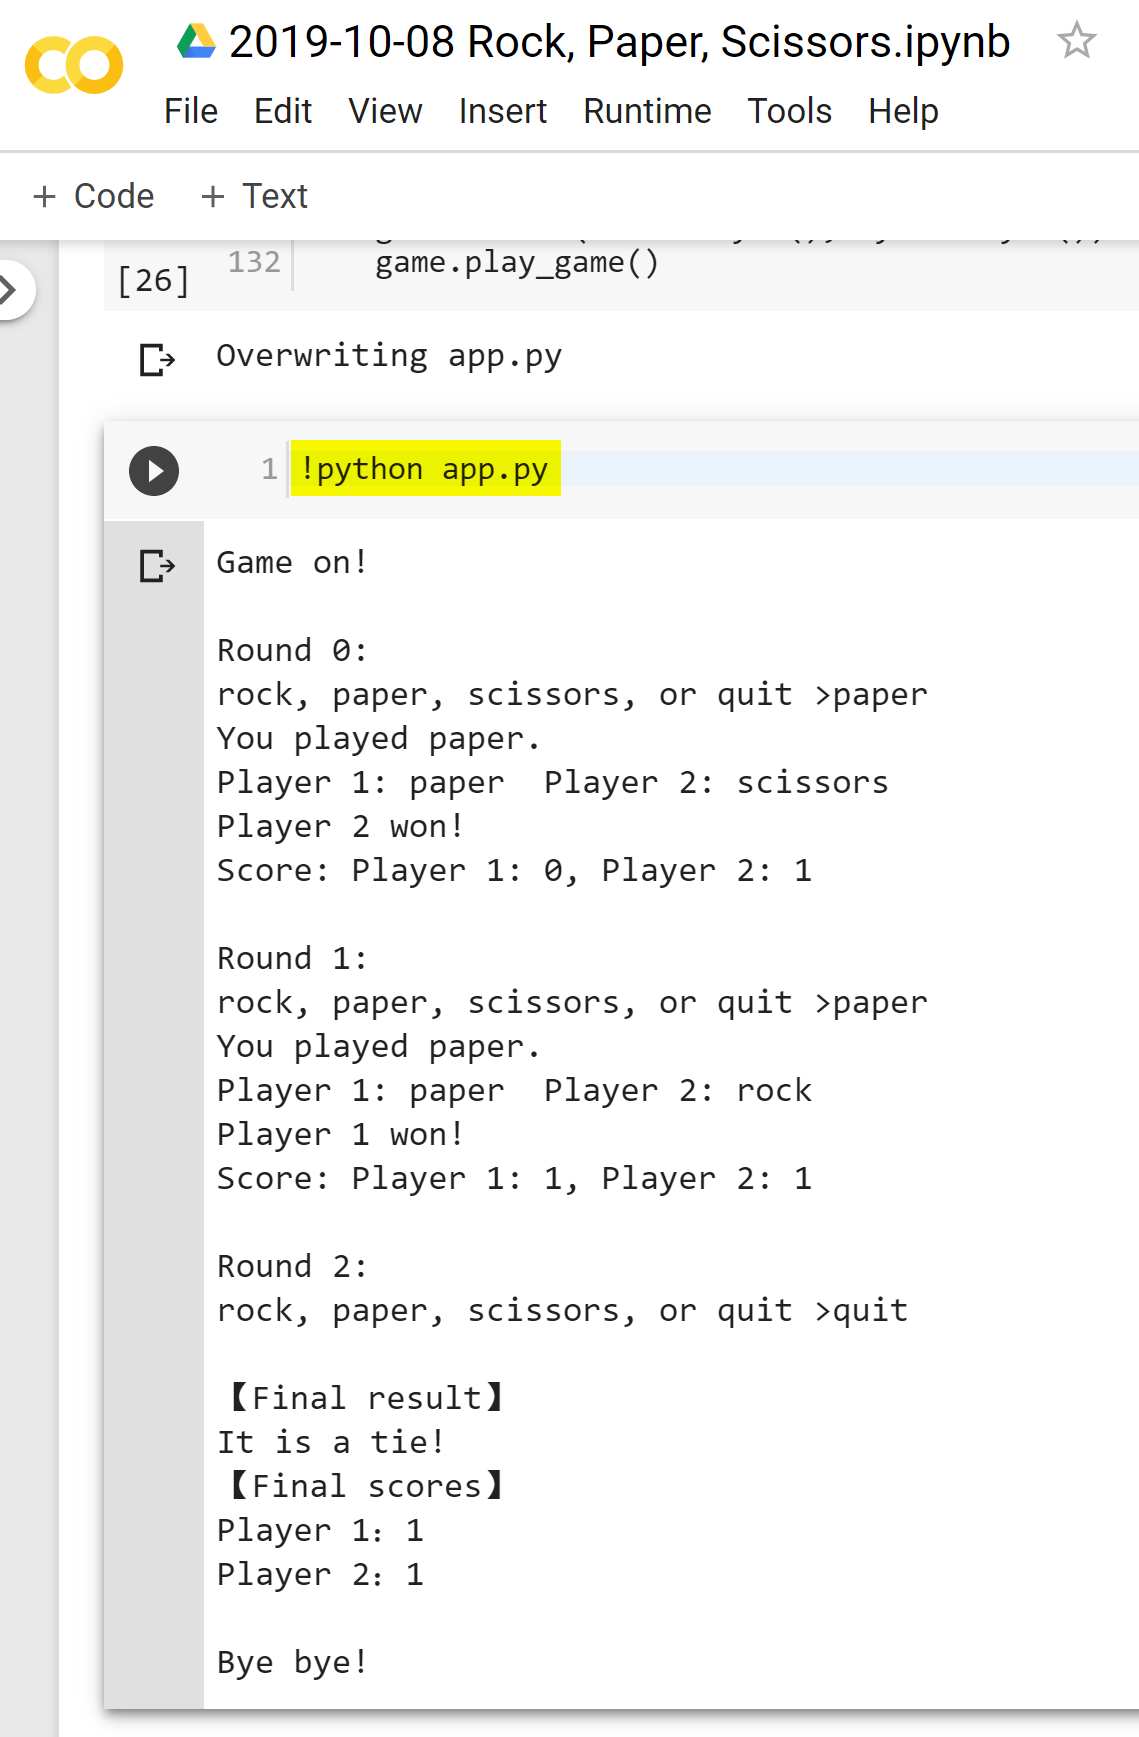 2019-10-08 Rock, Paper, Scissors.ipynb
File Edit View Insert Runtime Tools Help
+ Code + Text
[26] 132 game.play_game()
Overwriting app.py
1 !python app.py
Game on!
Round 0:
rock, paper, scissors, or quit >paper
You played paper.
Player 1: paper  Player 2: scissors
Player 2 won!
Score: Player 1: 0, Player 2: 1
Round 1:
rock, paper, scissors, or quit >paper
You played paper.
Player 1: paper  Player 2: rock
Player 1 won!
Score: Player 1: 1, Player 2: 1
Round 2:
rock, paper, scissors, or quit >quit
【Final result】
It is a tie!
【Final scores】
Player 1: 1
Player 2: 1
Bye bye!